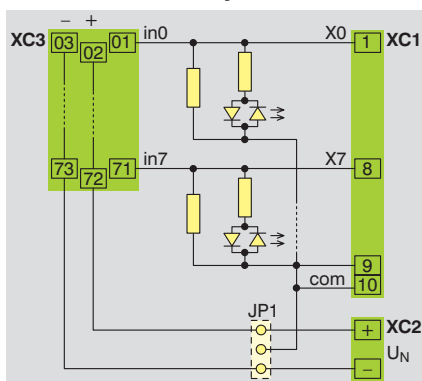 − +
XC3 03 02 01 in0 X0 1 XC1
73 72 71 in7 X7 8
9
com 10
JP1
+ XC2
UN
−